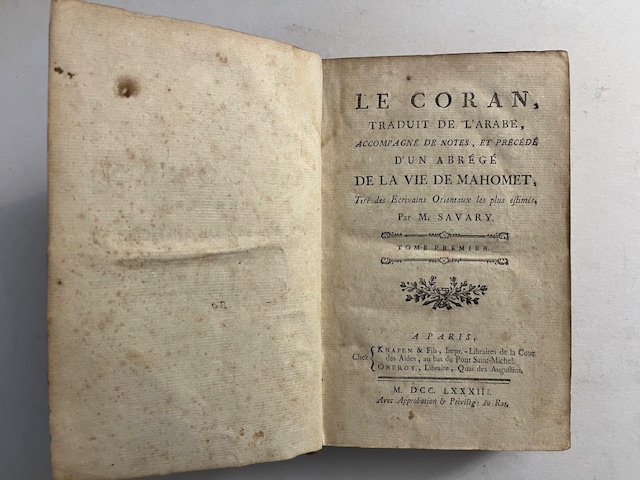 LE CORAN,
TRADUIT DE L'ARABE,
ACCOMPAGNÉ DE NOTES, ET PRÉCÉDÉ
D'UN ABRÉGÉ
DE LA VIE DE MAHOMET,
Tiré des Ecrivains Orientaux les plus estimés,
Par M. SAVARY.
TOME PREMIER.
A PARIS,
Chez { KNAPEN & Fils, Impr.-Libraires de la Cour
des Aides, au bas du Pont Saint-Michel.
ONFROY, Libraire, Quai des Augustins.
M. DCC. LXXXIII.
Avec Approbation & Privilége du Roi.